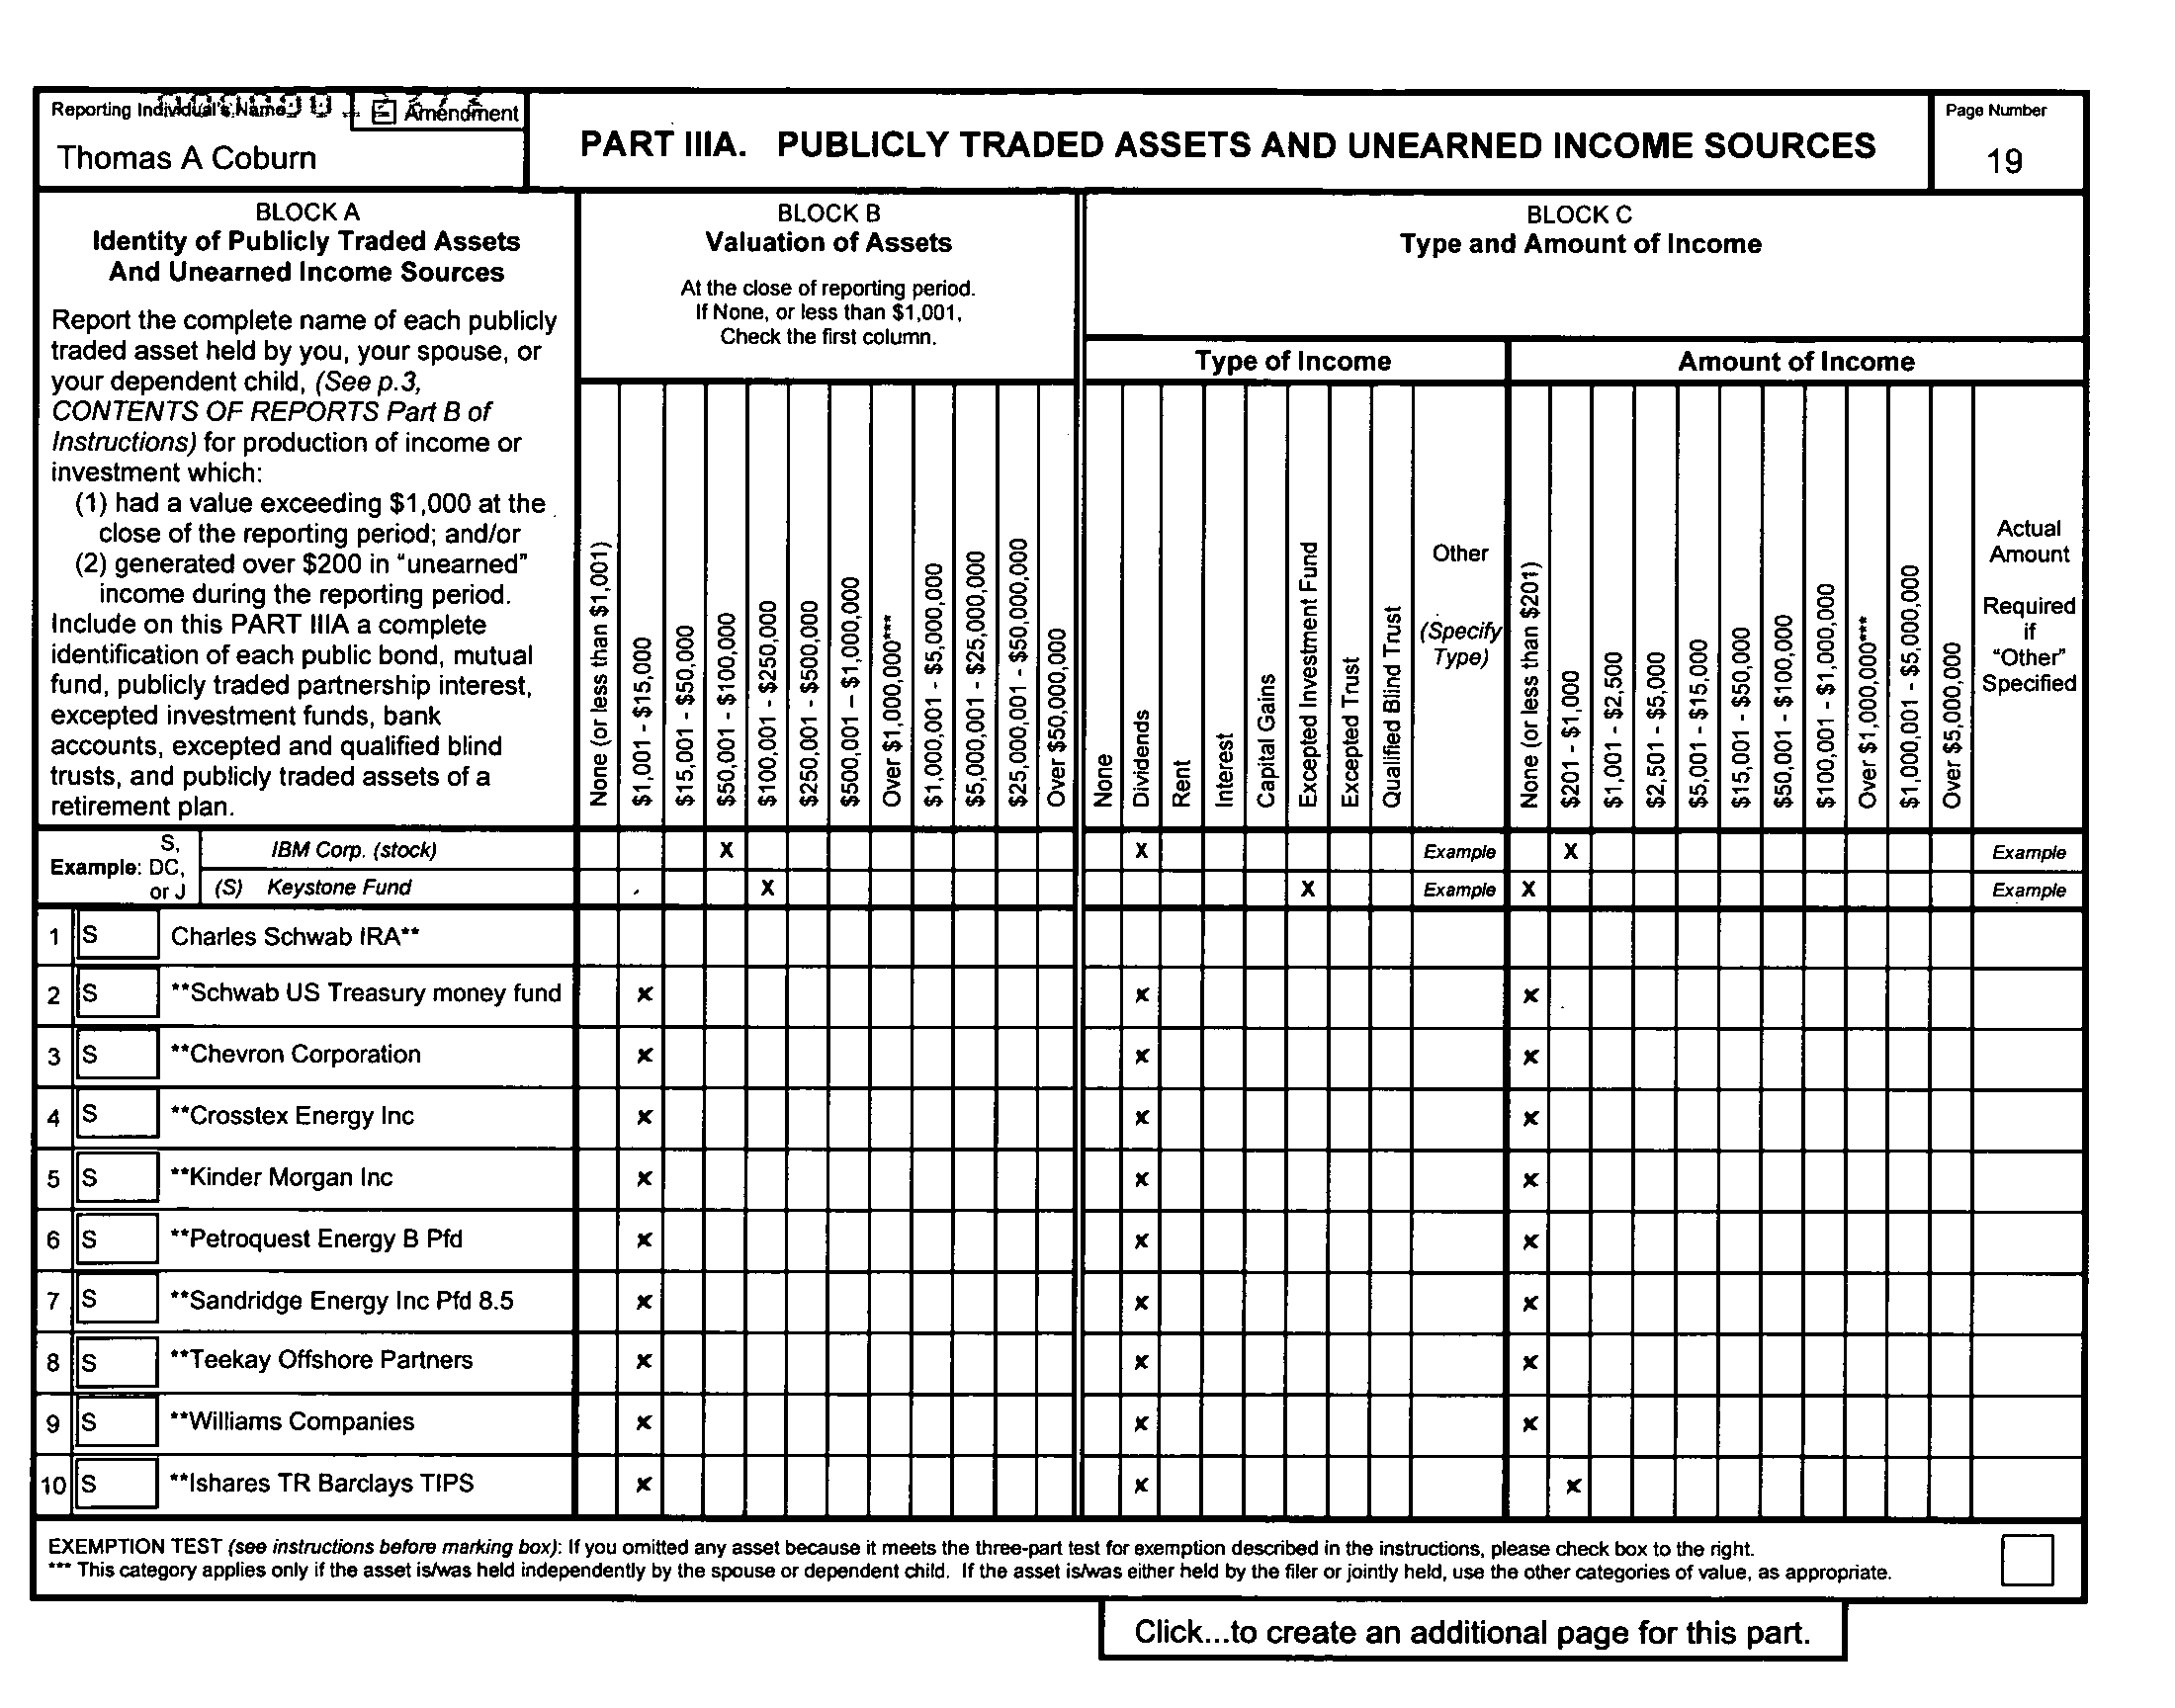 Reporting Individual's Name
Amendment
Thomas A Coburn
PART IIIA. PUBLICLY TRADED ASSETS AND UNEARNED INCOME SOURCES
Page Number
19
BLOCK A
Identity of Publicly Traded Assets
And Unearned Income Sources
Report the complete name of each publicly
traded asset held by you, your spouse, or
your dependent child, (See p.3,
CONTENTS OF REPORTS Part B of
Instructions) for production of income or
investment which:
(1) had a value exceeding $1,000 at the
close of the reporting period; and/or
(2) generated over $200 in "unearned"
income during the reporting period.
Include on this PART IIIA a complete
identification of each public bond, mutual
fund, publicly traded partnership interest,
excepted investment funds, bank
accounts, excepted and qualified blind
trusts, and publicly traded assets of a
retirement plan.
BLOCK B
Valuation of Assets
At the close of reporting period.
If None, or less than $1,001,
Check the first column.
None (or less than $1,001)
$1,001 - $15,000
$15,001 - $50,000
$50,001 - $100,000
$100,001 - $250,000
$250,001 - $500,000
$500,001 – $1,000,000
Over $1,000,000***
$1,000,001 - $5,000,000
$5,000,001 - $25,000,000
$25,000,001 - $50,000,000
Over $50,000,000
BLOCK C
Type and Amount of Income
Type of Income
None
Dividends
Rent
Interest
Capital Gains
Excepted Investment Fund
Excepted Trust
Qualified Blind Trust
Other
(Specify
Type)
Amount of Income
None (or less than $201)
$201 - $1,000
$1,001 - $2,500
$2,501 - $5,000
$5,001 - $15,000
$15,001 - $50,000
$50,001 - $100,000
$100,001 - $1,000,000
Over $1,000,000***
$1,000,001 - $5,000,000
Over $5,000,000
Actual
Amount
Required
if
"Other"
Specified
Example: S, DC, or J
IBM Corp. (stock) X X Example X Example
(S) Keystone Fund X X Example X Example
1 S Charles Schwab IRA**
2 S **Schwab US Treasury money fund x x x
3 S **Chevron Corporation x x x
4 S **Crosstex Energy Inc x x x
5 S **Kinder Morgan Inc x x x
6 S **Petroquest Energy B Pfd x x x
7 S **Sandridge Energy Inc Pfd 8.5 x x x
8 S **Teekay Offshore Partners x x x
9 S **Williams Companies x x x
10 S **Ishares TR Barclays TIPS x x x
EXEMPTION TEST (see instructions before marking box): If you omitted any asset because it meets the three-part test for exemption described in the instructions, please check box to the right.
*** This category applies only if the asset is/was held independently by the spouse or dependent child. If the asset is/was either held by the filer or jointly held, use the other categories of value, as appropriate.
Click...to create an additional page for this part.